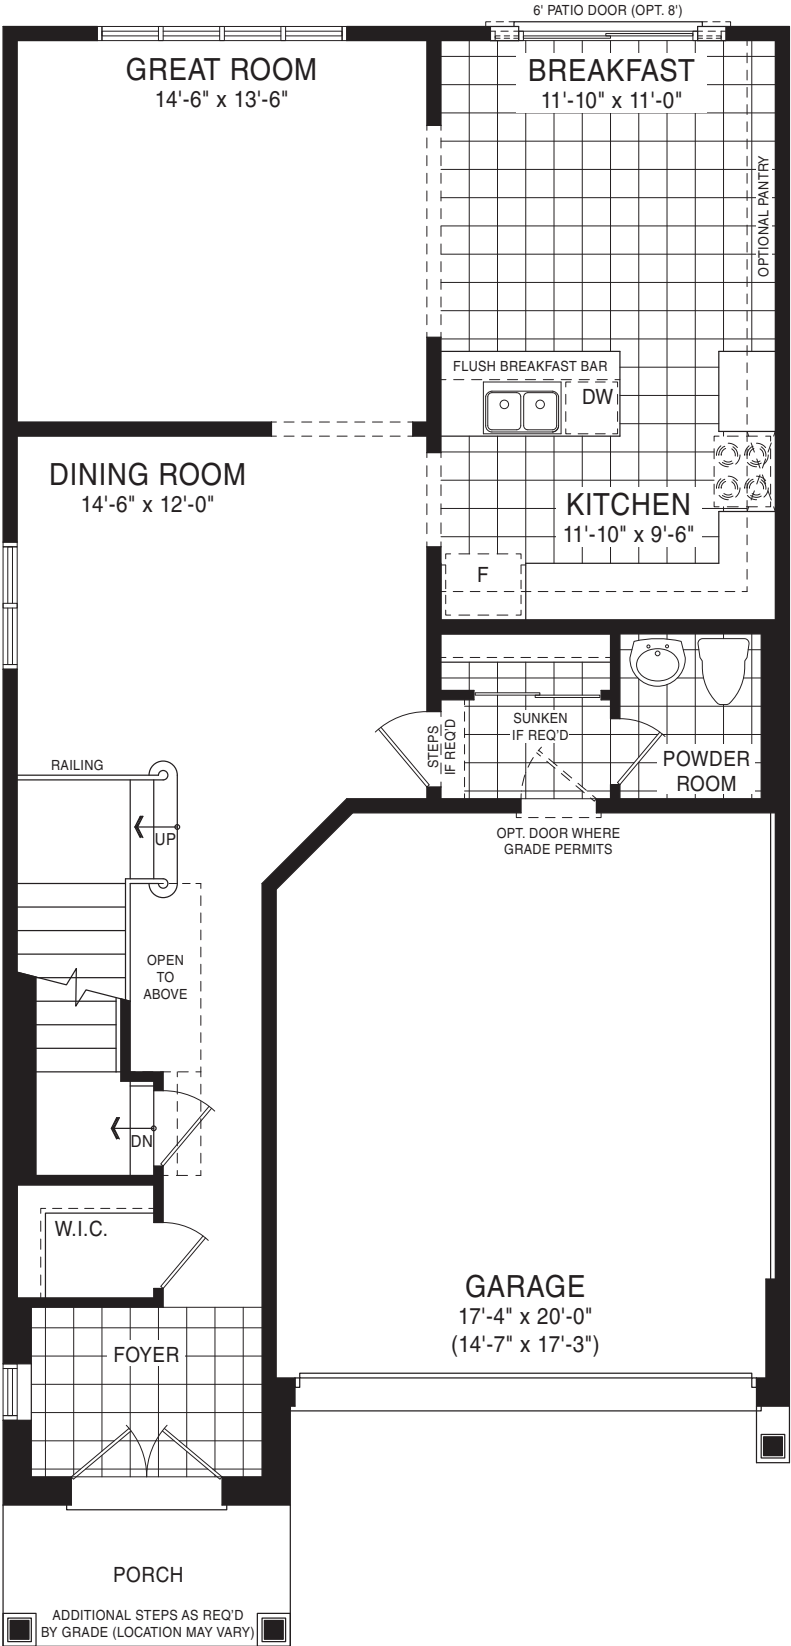 6' PATIO DOOR (OPT. 8')
GREAT ROOM
14'-6" x 13'-6"
BREAKFAST
11'-10" x 11'-0"
OPTIONAL PANTRY
FLUSH BREAKFAST BAR
DW
DINING ROOM
14'-6" x 12'-0"
KITCHEN
11'-10" x 9'-6"
F
STEPS
IF REQ'D
SUNKEN
IF REQ'D
POWDER
ROOM
RAILING
UP
OPT. DOOR WHERE
GRADE PERMITS
OPEN
TO
ABOVE
DN
W.I.C.
GARAGE
17'-4" x 20'-0"
(14'-7" x 17'-3")
FOYER
PORCH
ADDITIONAL STEPS AS REQ'D
BY GRADE (LOCATION MAY VARY)